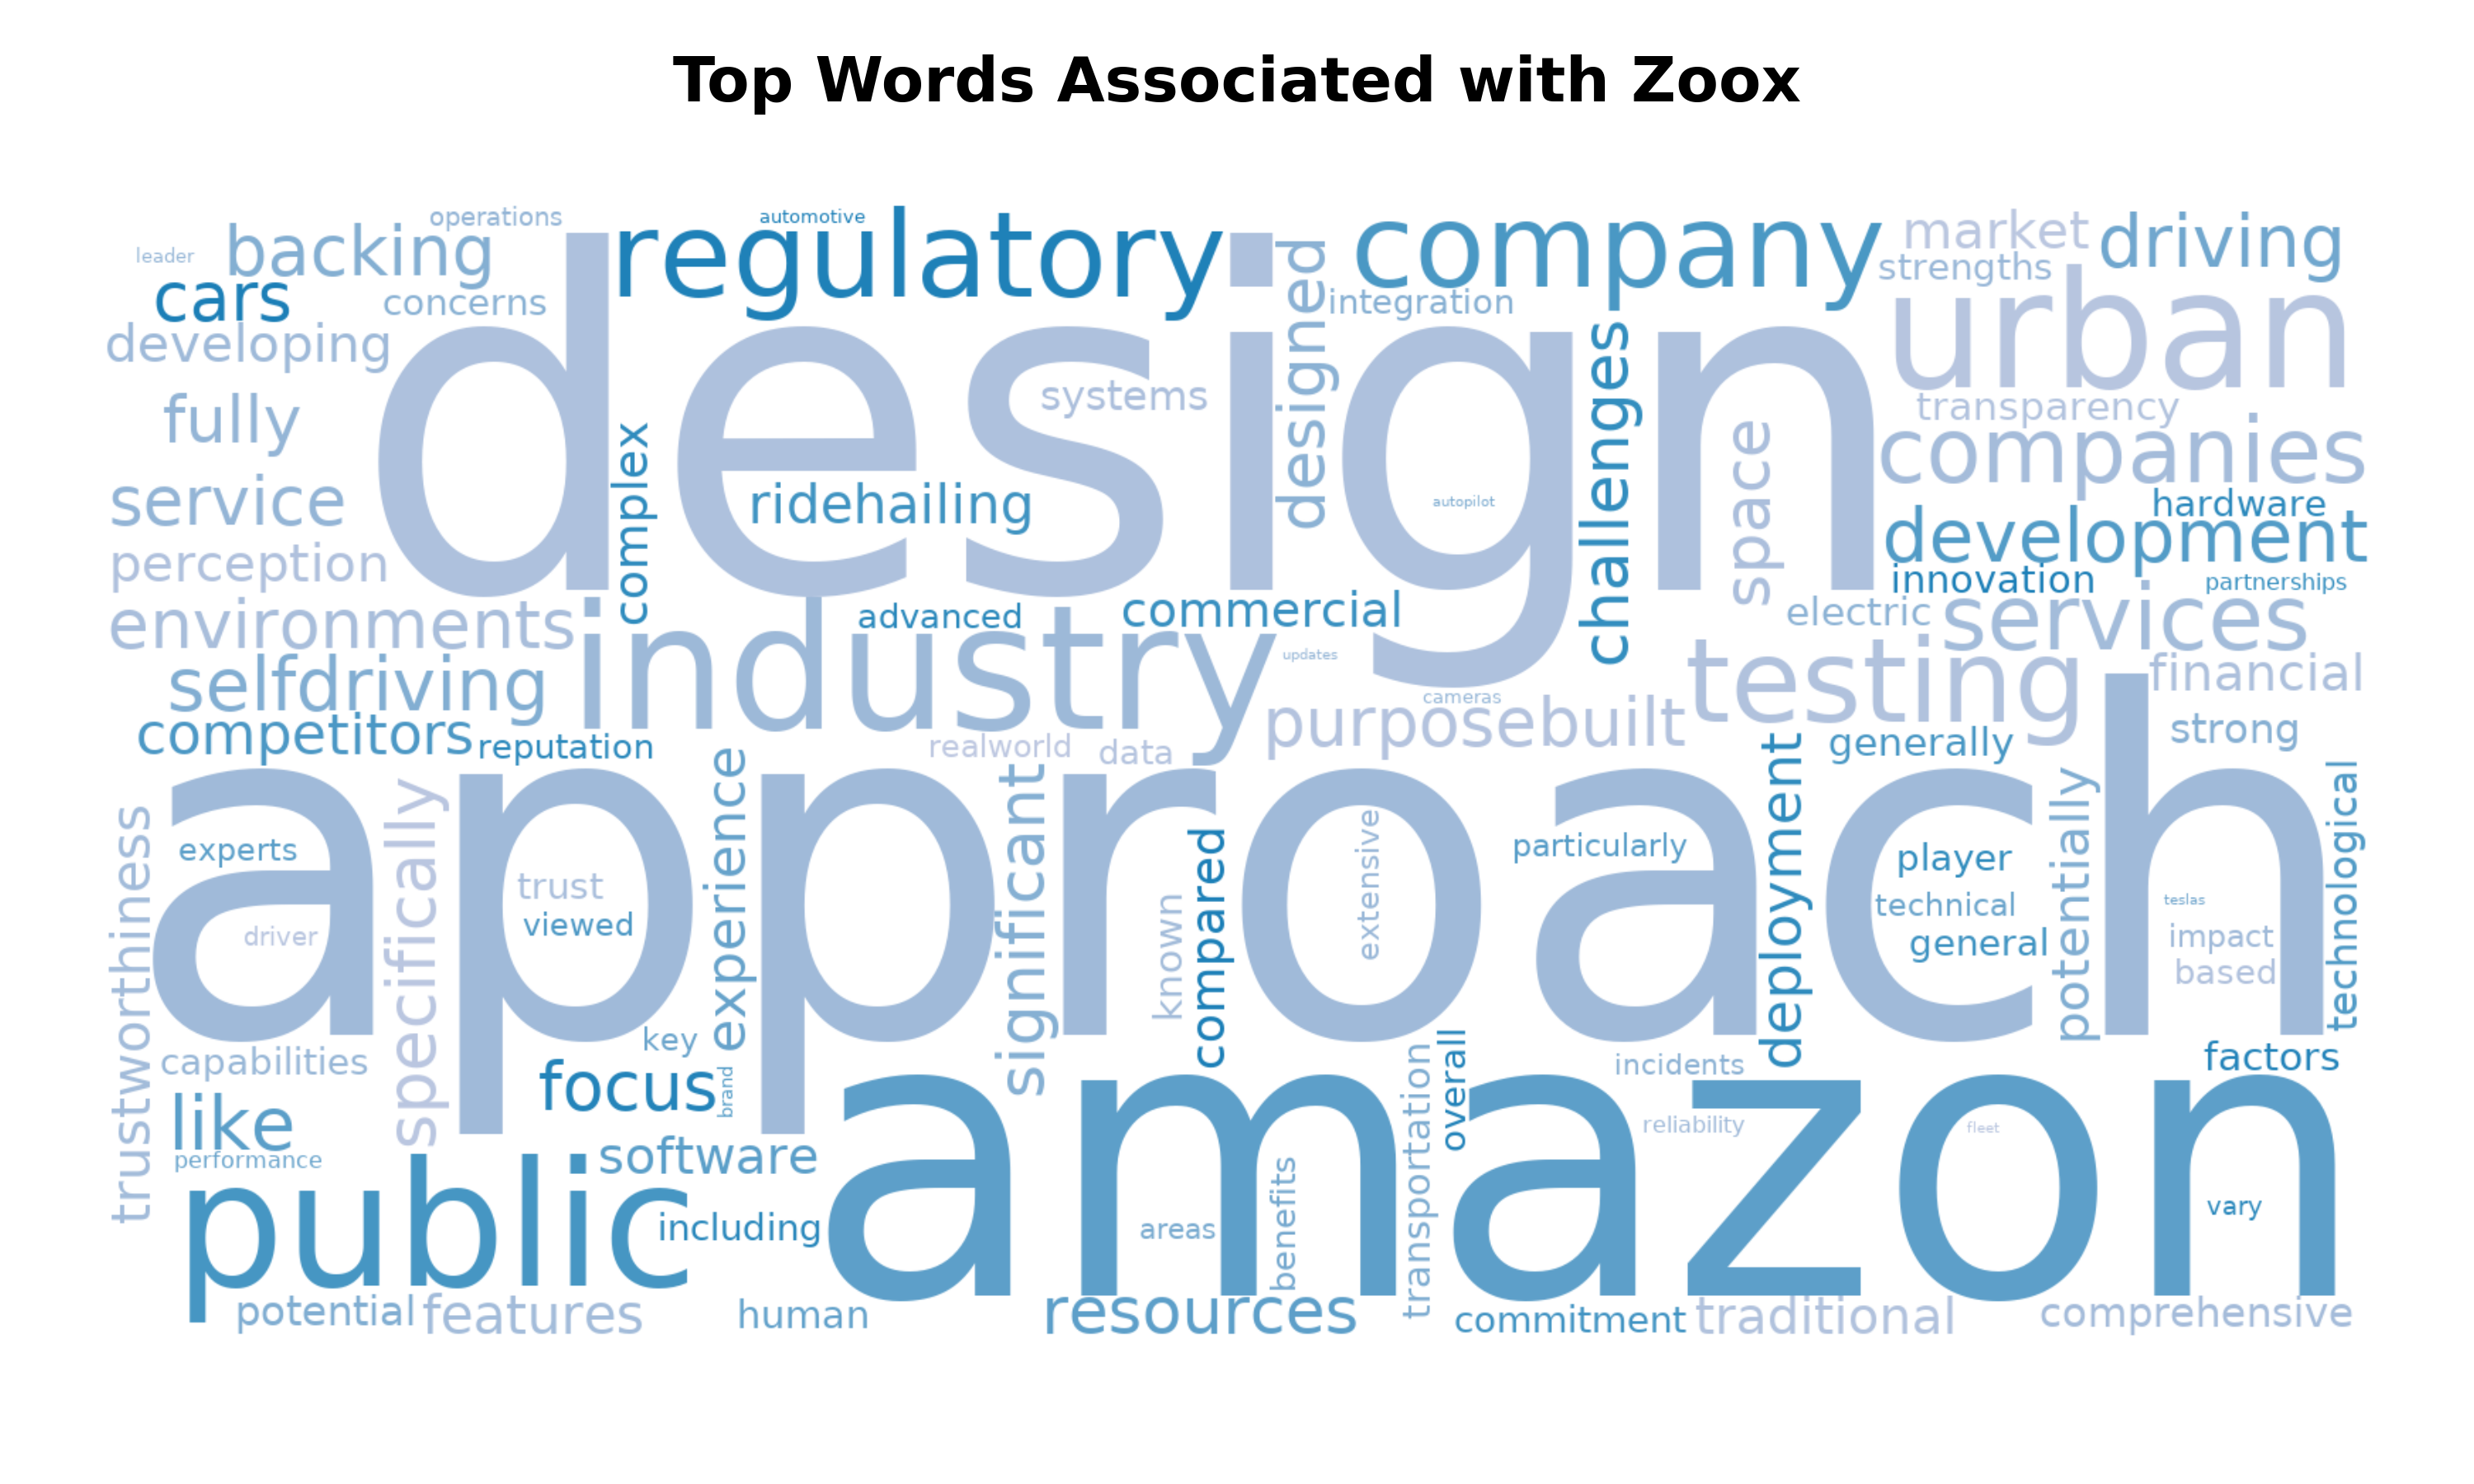 Top Words Associated with Zoox
operations
automotive
regulatory
company
market
driving
leader
backing
strengths
cars
concerns
integration
designed
urban
developing
design
challenges
systems
transparency
fully
complex
companies
space
service
ridehailing
autopilot
hardware
development
perception
innovation
partnerships
environments
advanced
commercial
electric
services
industry
updates
testing
financial
selfdriving
cameras
purposebuilt
competitors
reputation
realworld
data
generally
strong
approach
trustworthiness
specifically
experience
significant
deployment
potentially
technological
experts
compared
extensive
particularly
player
trust
viewed
known
technical
teslas
driver
general
impact
based
key
capabilities
focus
brand
transportation
overall
incidents
factors
like
amazon
reliability
fleet
performance
software
public
including
areas
benefits
vary
potential
features
human
resources
commitment
traditional
comprehensive